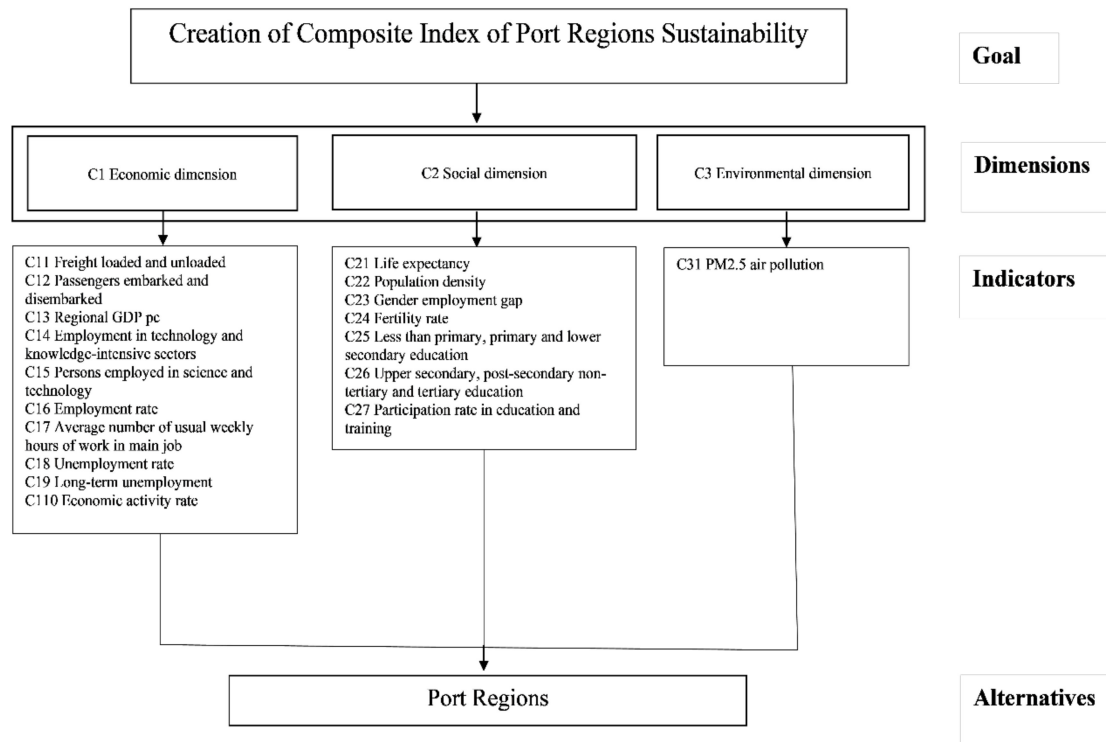 Creation of Composite Index of Port Regions Sustainability
Goal
C1 Economic dimension
C2 Social dimension
C3 Environmental dimension
Dimensions
C11 Freight loaded and unloaded
C12 Passengers embarked and
disembarked
C13 Regional GDP pc
C14 Employment in technology and
knowledge-intensive sectors
C15 Persons employed in science and
technology
C16 Employment rate
C17 Average number of usual weekly
hours of work in main job
C18 Unemployment rate
C19 Long-term unemployment
C110 Economic activity rate
C21 Life expectancy
C22 Population density
C23 Gender employment gap
C24 Fertility rate
C25 Less than primary, primary and lower
secondary education
C26 Upper secondary, post-secondary non-
tertiary and tertiary education
C27 Participation rate in education and
training
C31 PM2.5 air pollution
Indicators
Port Regions
Alternatives